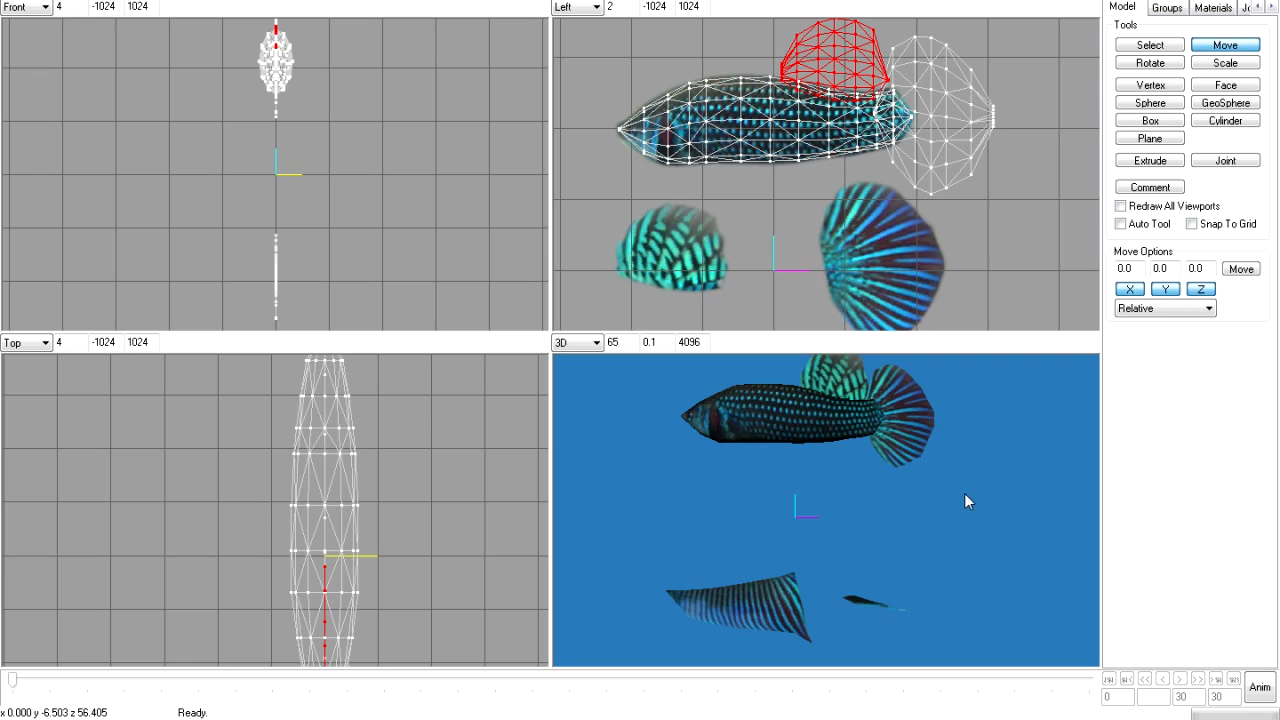 Front 4 -1024 1024 Left 2 -1024 1024 Model Groups Materials
Tools
Select Move
Rotate Scale
Vertex Face
Sphere GeoSphere
Box Cylinder
Plane
Extrude Joint
Comment
Redraw All Viewports
Auto Tool Snap To Grid
Move Options
0.0 0.0 0.0 Move
X Y Z
Relative
Top 4 -1024 1024 3D 65 0.1 4096
0 30 30 Anim
x 0.000 y -6.503 z 56.405 Ready.